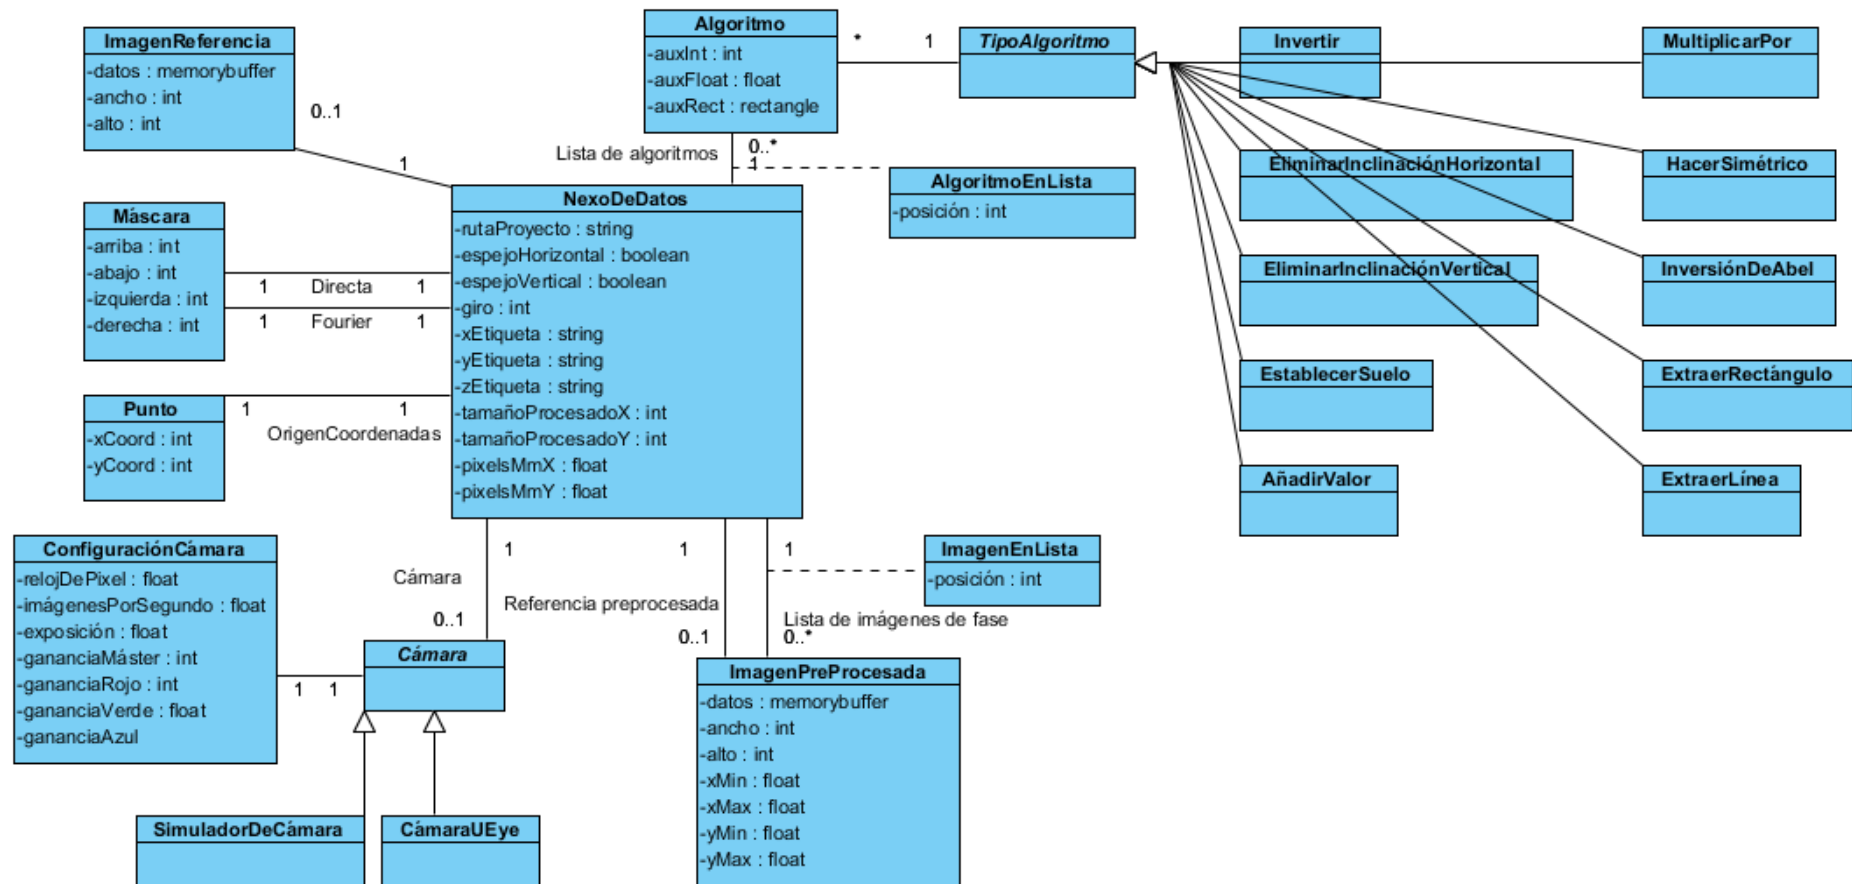 ImagenReferencia
-datos : memorybuffer
-ancho : int
-alto : int
0..1
1
Algoritmo
-auxInt : int
-auxFloat : float
-auxRect : rectangle
*
1
TipoAlgoritmo
Invertir
MultiplicarPor
Lista de algoritmos
0..*
1
AlgoritmoEnLista
-posición : int
EliminarInclinaciónHorizontal
HacerSimétrico
EliminarInclinaciónVertical
InversiónDeAbel
EstablecerSuelo
ExtraerRectángulo
AñadirValor
ExtraerLínea
Máscara
-arriba : int
-abajo : int
-izquierda : int
-derecha : int
1 Directa 1
1 Fourier 1
NexoDeDatos
-rutaProyecto : string
-espejoHorizontal : boolean
-espejoVertical : boolean
-giro : int
-xEtiqueta : string
-yEtiqueta : string
-zEtiqueta : string
-tamañoProcesadoX : int
-tamañoProcesadoY : int
-pixelsMmX : float
-pixelsMmY : float
Punto
-xCoord : int
-yCoord : int
1
1
OrigenCoordenadas
ConfiguraciónCámara
-relojDePixel : float
-imágenesPorSegundo : float
-exposición : float
-gananciaMáster : int
-gananciaRojo : int
-gananciaVerde : float
-gananciaAzul
1 1
1
Cámara
0..1
Cámara
1
Referencia preprocesada
0..1
1
Lista de imágenes de fase
0..*
ImagenEnLista
-posición : int
ImagenPreProcesada
-datos : memorybuffer
-ancho : int
-alto : int
-xMin : float
-xMax : float
-yMin : float
-yMax : float
SimuladorDeCámara
CámaraUEye